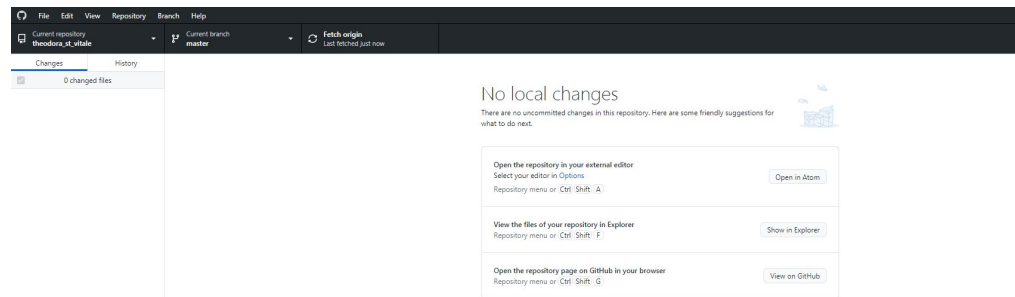 File Edit View Repository Branch Help
Current repository
theodora_st_vitale
Current branch
master
Fetch origin
Last fetched just now
Changes History
0 changed files
No local changes
There are no uncommitted changes in this repository. Here are some friendly suggestions for
what to do next.
Open the repository in your external editor
Select your editor in Options
Repository menu or Ctrl Shift A
Open in Atom
View the files of your repository in Explorer
Repository menu or Ctrl Shift F
Show in Explorer
Open the repository page on GitHub in your browser
Repository menu or Ctrl Shift G
View on GitHub